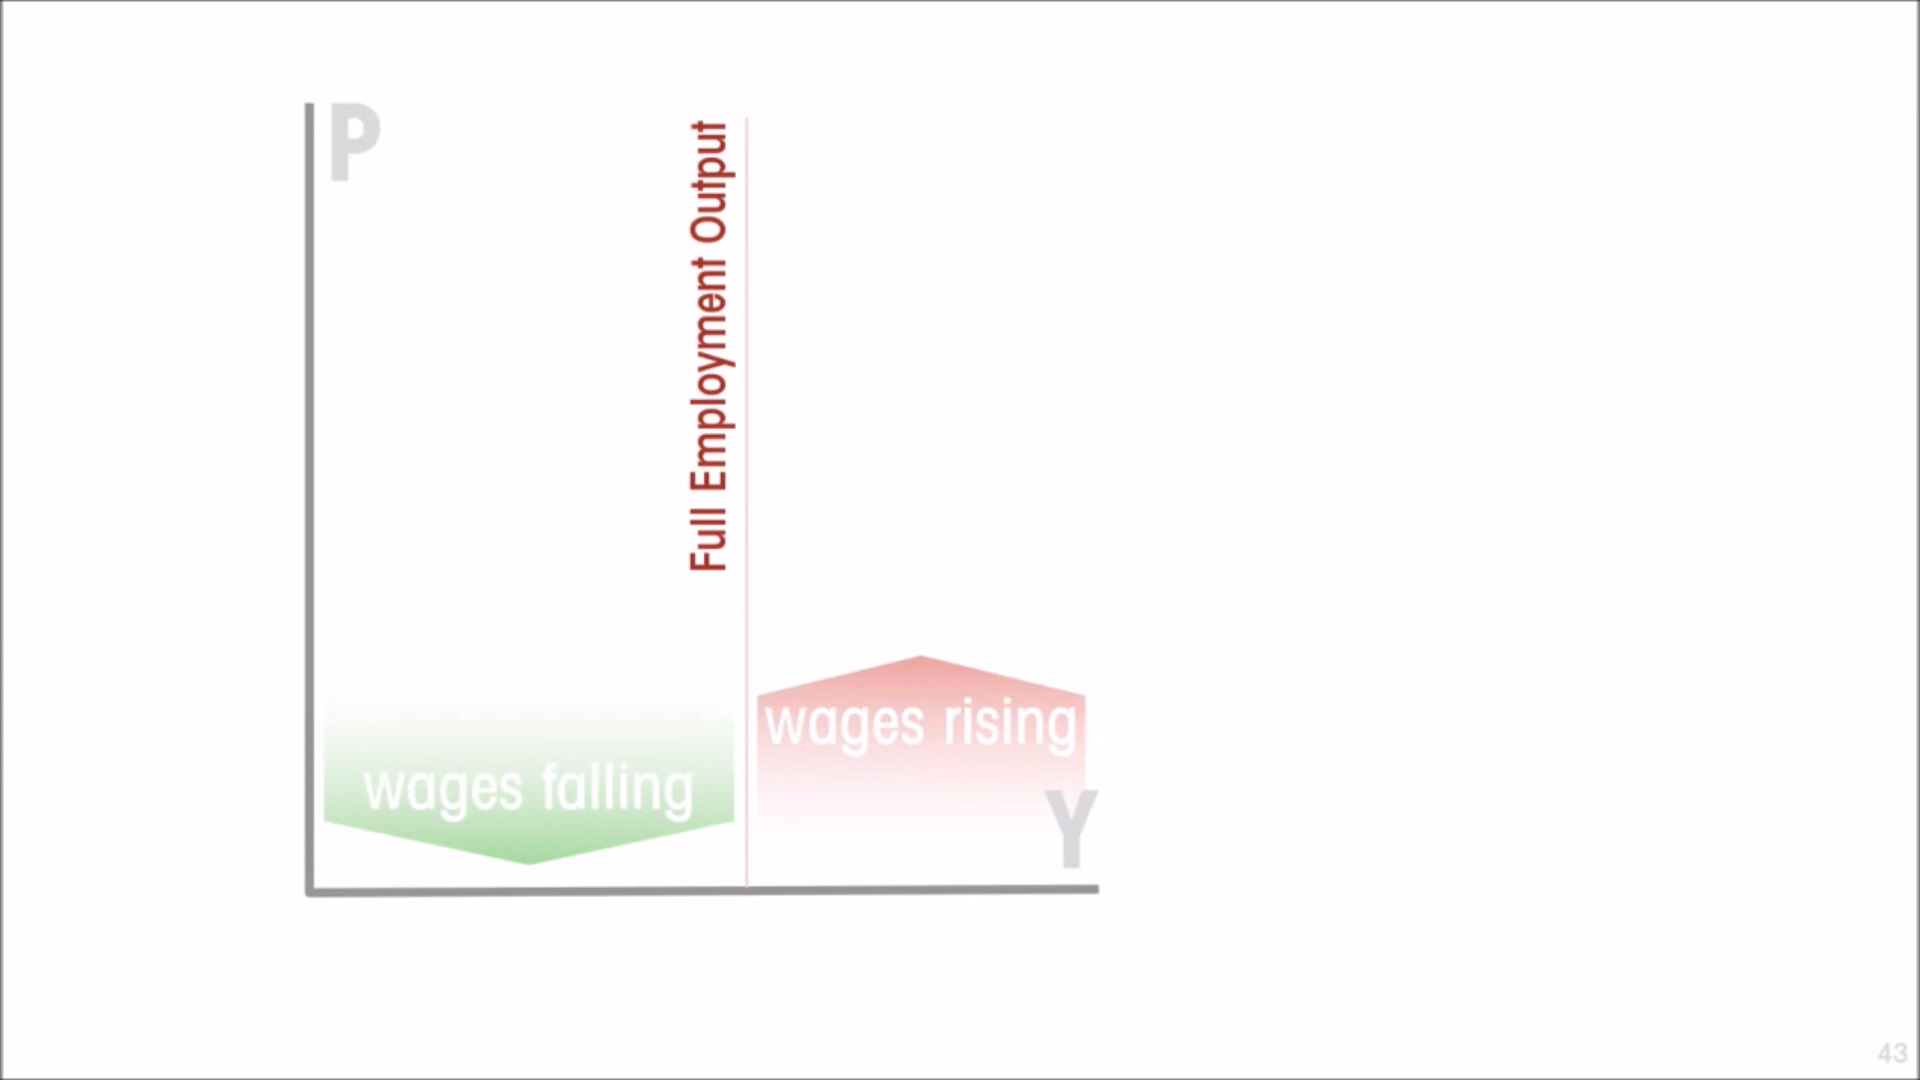 P
Full Employment Output
wages rising
wages falling
Y
43